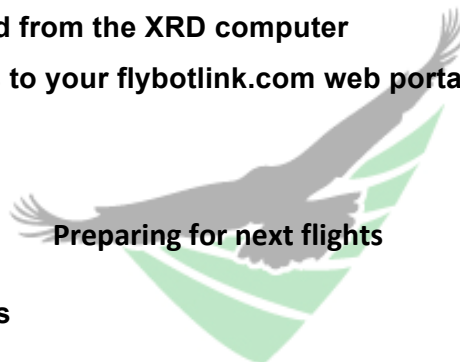 d from the XRD computer
to your flybotlink.com web porta
Preparing for next flights
s